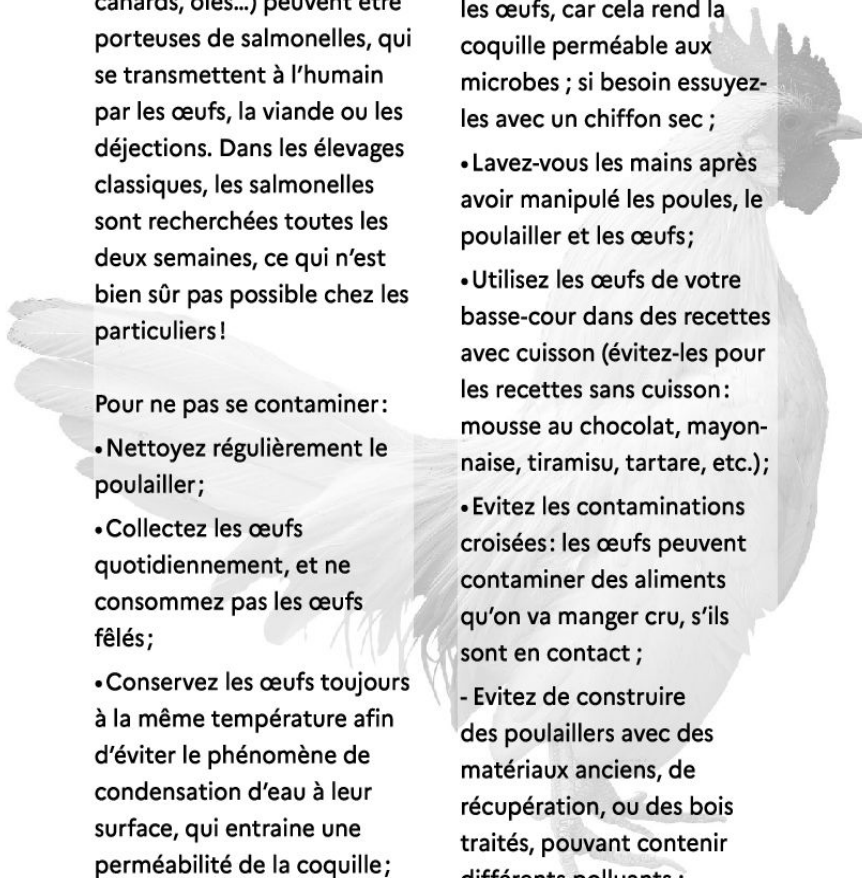 canards, oies...) peuvent être
porteuses de salmonelles, qui
se transmettent à l'humain
par les œufs, la viande ou les
déjections. Dans les élevages
classiques, les salmonelles
sont recherchées toutes les
deux semaines, ce qui n'est
bien sûr pas possible chez les
particuliers!
Pour ne pas se contaminer:
• Nettoyez régulièrement le
poulailler;
• Collectez les œufs
quotidiennement, et ne
consommez pas les œufs
fêlés;
• Conservez les œufs toujours
à la même température afin
d'éviter le phénomène de
condensation d'eau à leur
surface, qui entraine une
perméabilité de la coquille;
les œufs, car cela rend la
coquille perméable aux
microbes ; si besoin essuyez-
les avec un chiffon sec ;
• Lavez-vous les mains après
avoir manipulé les poules, le
poulailler et les œufs;
• Utilisez les œufs de votre
basse-cour dans des recettes
avec cuisson (évitez-les pour
les recettes sans cuisson:
mousse au chocolat, mayon-
naise, tiramisu, tartare, etc.);
• Evitez les contaminations
croisées: les œufs peuvent
contaminer des aliments
qu'on va manger cru, s'ils
sont en contact ;
- Evitez de construire
des poulaillers avec des
matériaux anciens, de
récupération, ou des bois
traités, pouvant contenir
différents polluants ;